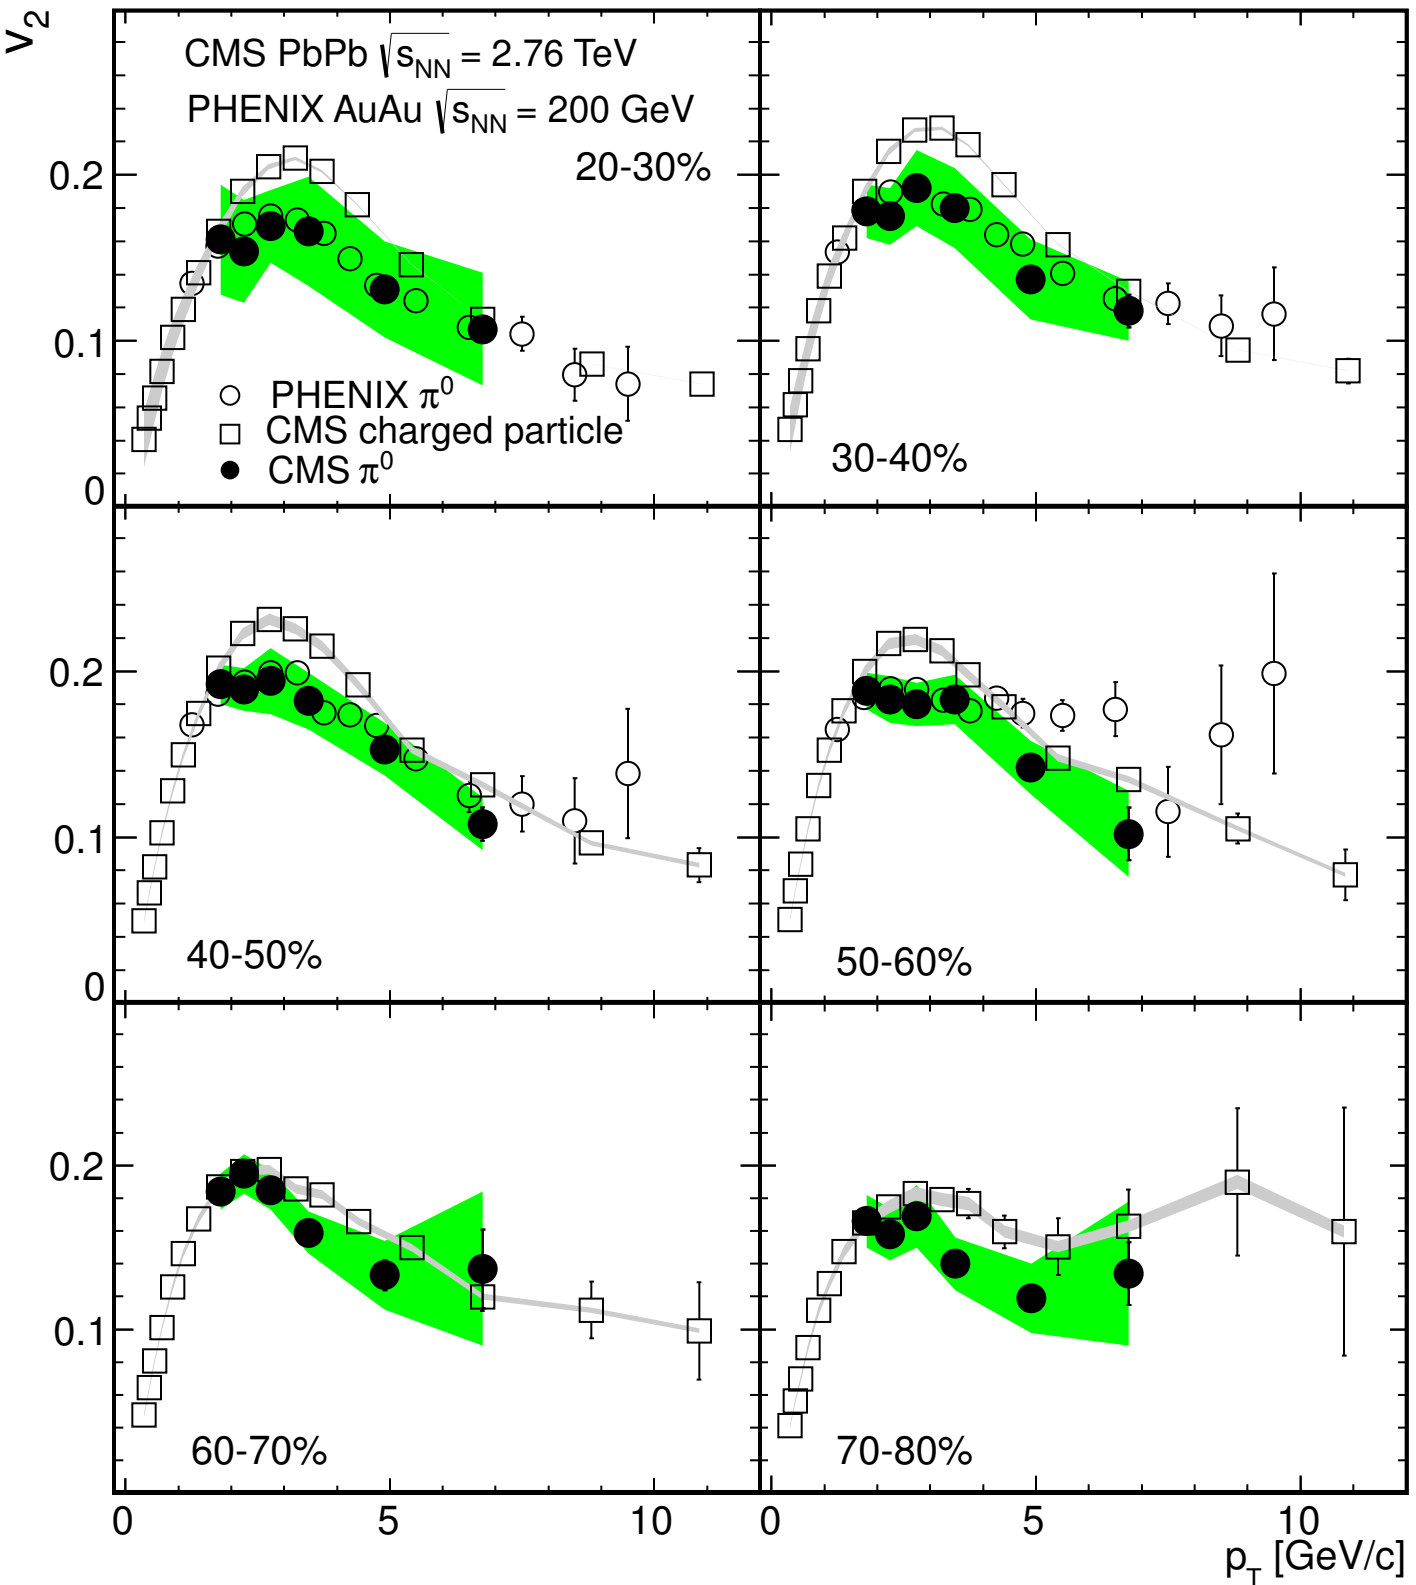 v2
CMS PbPb √sNN = 2.76 TeV
PHENIX AuAu √sNN = 200 GeV
20-30%
0.2
0.1
0
PHENIX π0
CMS charged particle
CMS π0
30-40%
0.2
0.1
0
40-50%
50-60%
0.2
0.1
60-70%
70-80%
0 5 10 0 5 10
pT [GeV/c]